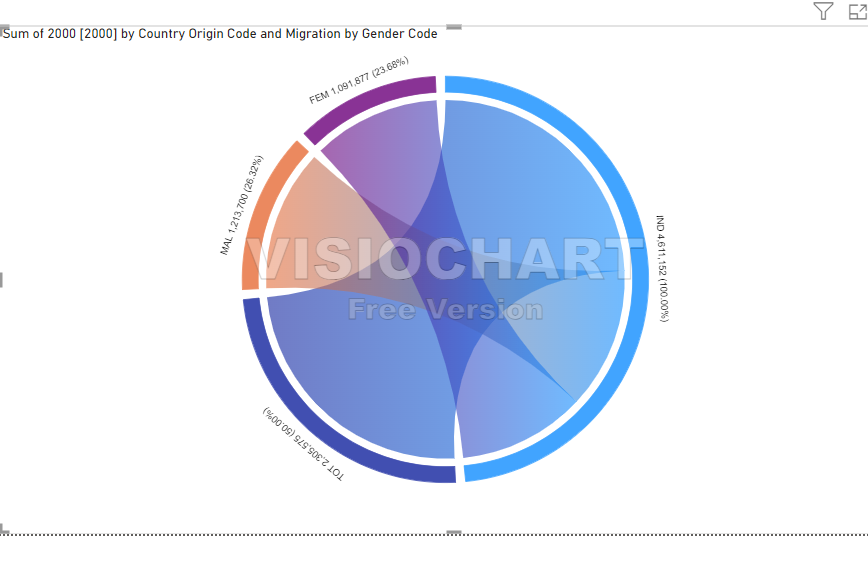 Sum of 2000 [2000] by Country Origin Code and Migration by Gender Code
FEM 1,091,877 (23.68%)
MAL 1,213,700 (26.32%)
IND 4,611,152 (100.00%)
VISIOCHART
Free Version
TOT 2,305,575 (50.00%)